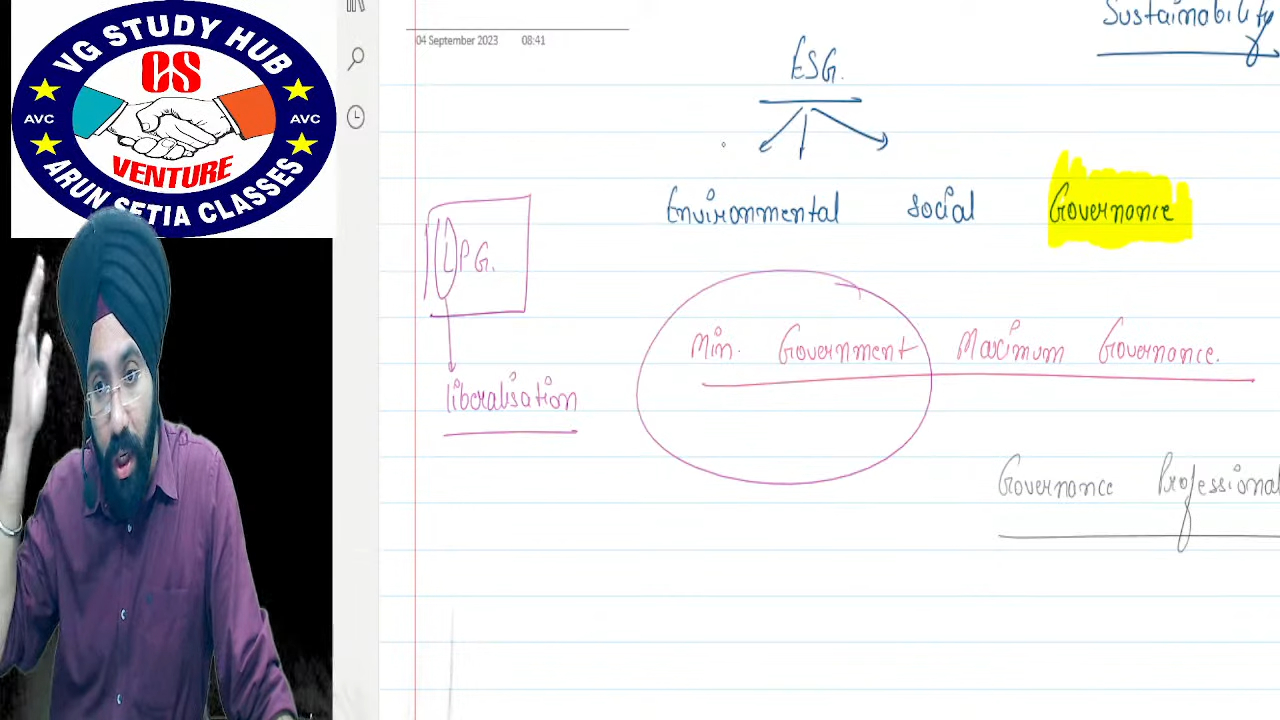 VG STUDY HUB
CS
AVC
AVC
VENTURE
ARUN SETIA CLASSES
04 September 2023 08:41
Sustainability
ESG.
Environmental Social Governance
LPG.
Min. Government Maximum Governance.
liberalisation
Governance Professional